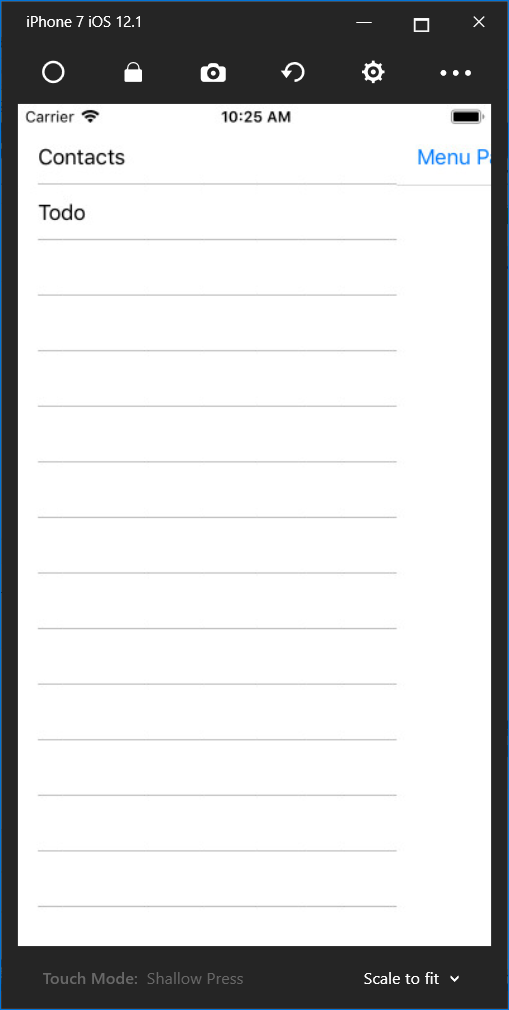 iPhone 7 iOS 12.1
Carrier 10:25 AM
Contacts Menu
Todo
Touch Mode: Shallow Press Scale to fit